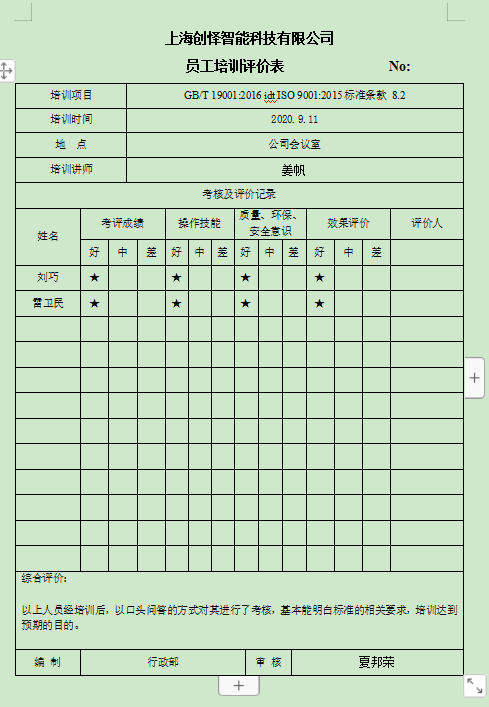 上海创怿智能科技有限公司
员工培训评价表 No:
培训项目 GB/T 19001:2016 idt ISO 9001:2015 标准条款 8.2
培训时间 2020.9.11
地 点 公司会议室
培训讲师 姜帆
考核及评价记录
姓名 考评成绩 操作技能 质量、环保、安全意识 效果评价 评价人
好 中 差 好 中 差 好 中 差 好 中 差
刘巧 ★ ★ ★ ★
雷卫民 ★ ★ ★ ★
综合评价:
以上人员经培训后，以口头问答的方式对其进行了考核，基本能明白标准的相关要求，培训达到
预期的目的。
编 制 行政部 审 核 夏邦荣